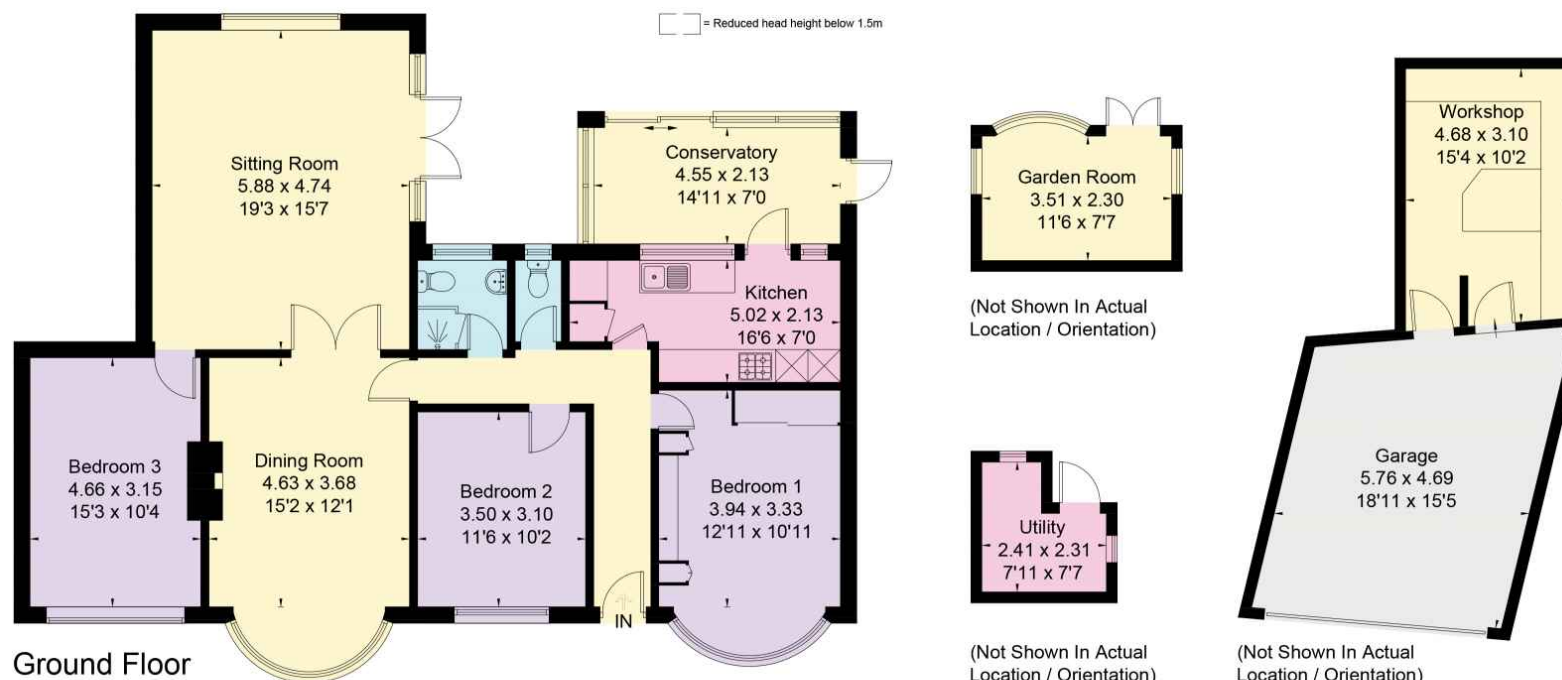 = Reduced head height below 1.5m
Sitting Room
5.88 x 4.74
19'3 x 15'7
Conservatory
4.55 x 2.13
14'11 x 7'0
Kitchen
5.02 x 2.13
16'6 x 7'0
Bedroom 3
4.66 x 3.15
15'3 x 10'4
Dining Room
4.63 x 3.68
15'2 x 12'1
Bedroom 2
3.50 x 3.10
11'6 x 10'2
Bedroom 1
3.94 x 3.33
12'11 x 10'11
IN
Ground Floor
Garden Room
3.51 x 2.30
11'6 x 7'7
(Not Shown In Actual
Location / Orientation)
Utility
2.41 x 2.31
7'11 x 7'7
(Not Shown In Actual
Location / Orientation)
Workshop
4.68 x 3.10
15'4 x 10'2
Garage
5.76 x 4.69
18'11 x 15'5
(Not Shown In Actual
Location / Orientation)